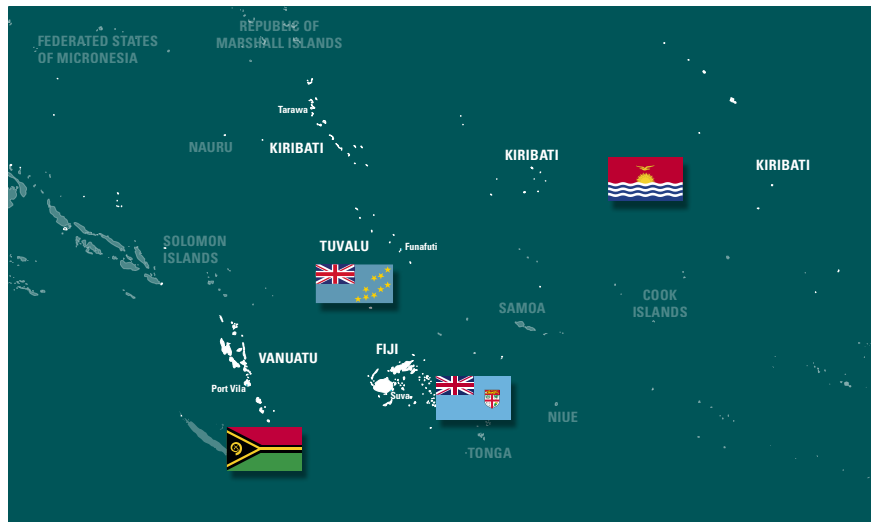 REPUBLIC OF
MARSHALL ISLANDS
FEDERATED STATES
OF MICRONESIA
Tarawa
NAURU
KIRIBATI
KIRIBATI
KIRIBATI
SOLOMON
ISLANDS
TUVALU
Funafuti
SAMOA
COOK
ISLANDS
VANUATU
FIJI
Port Vila
Suva
NIUE
TONGA